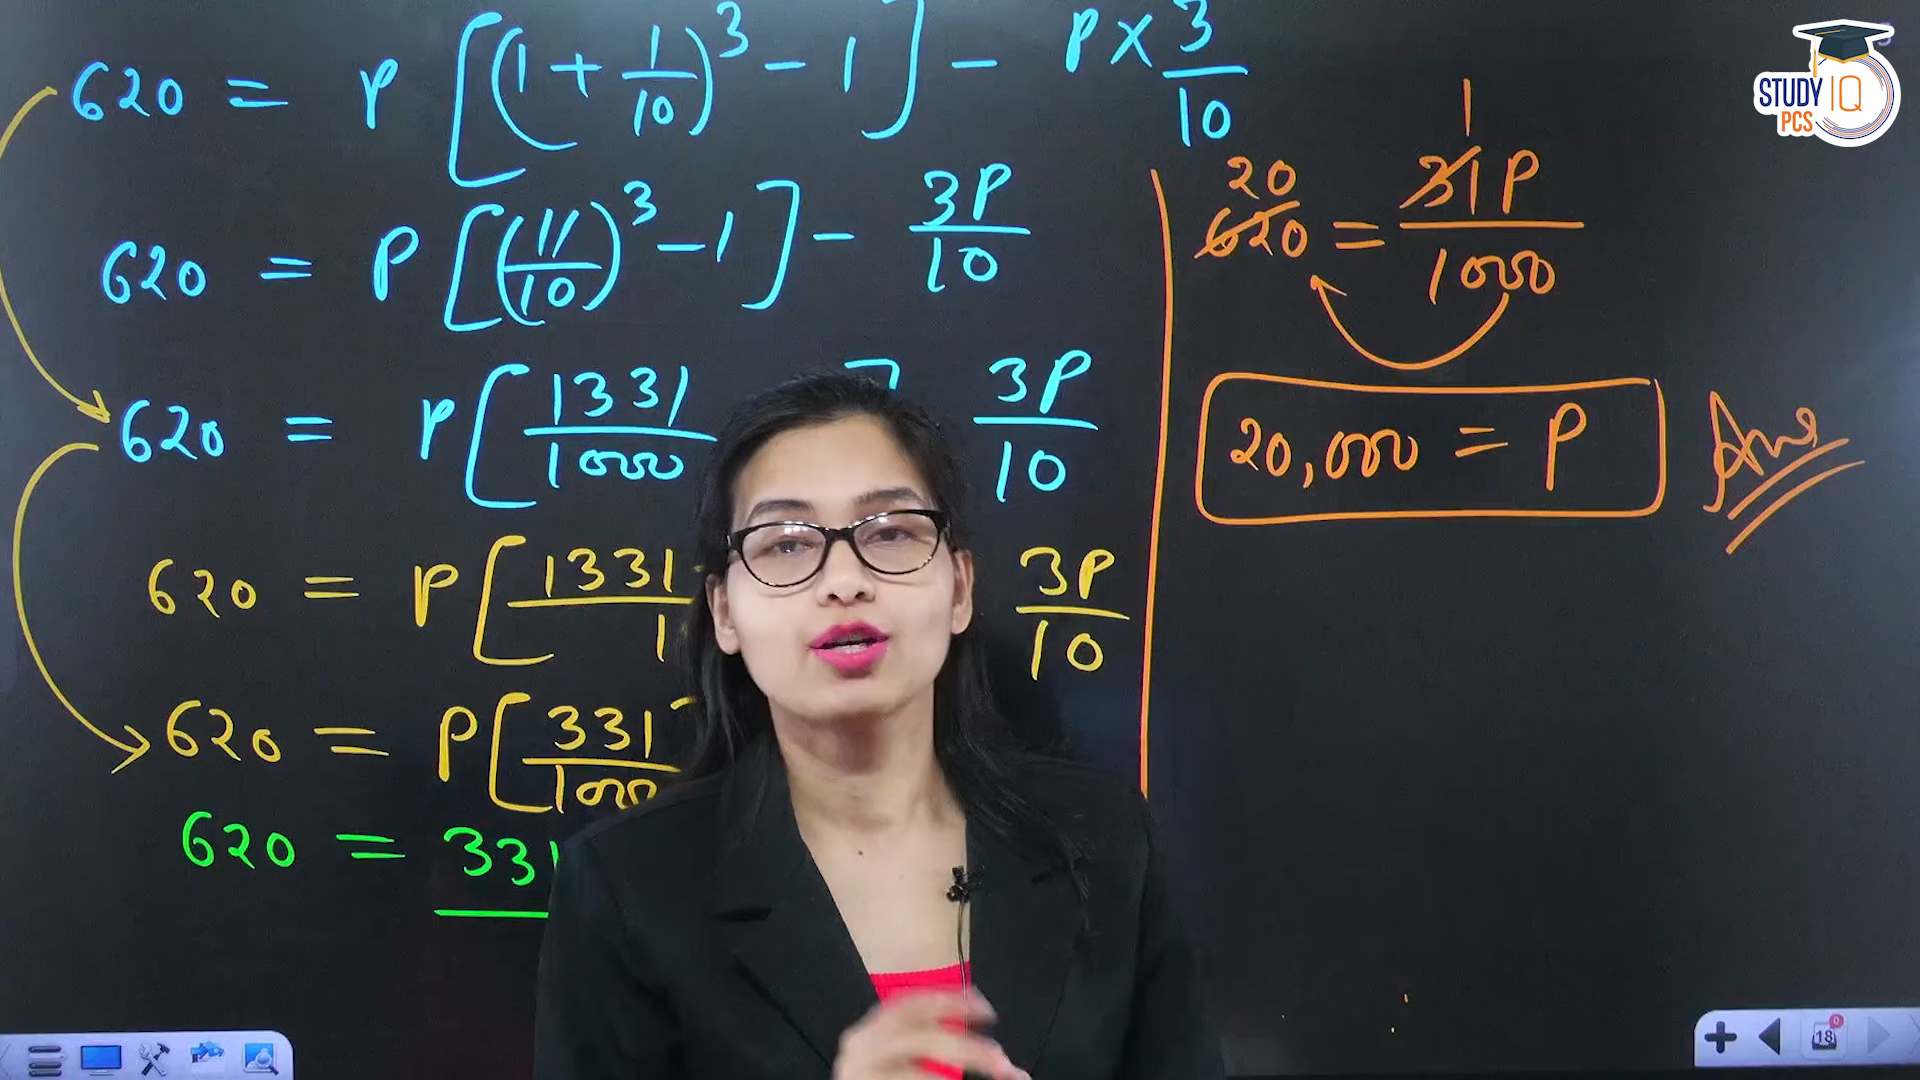 620 = P [(1 + 1/10)^3 - 1] - P × 3/10
620 = P [(11/10)^3 - 1] - 3P/10
620 = P [1331/1000 3P/10
620 = P [1331 3P/10
620 = P [331/1000
620 = 331
1
20
620 = 31P/1000
20,000 = P
Ans
STUDY IQ
PCS
18
0